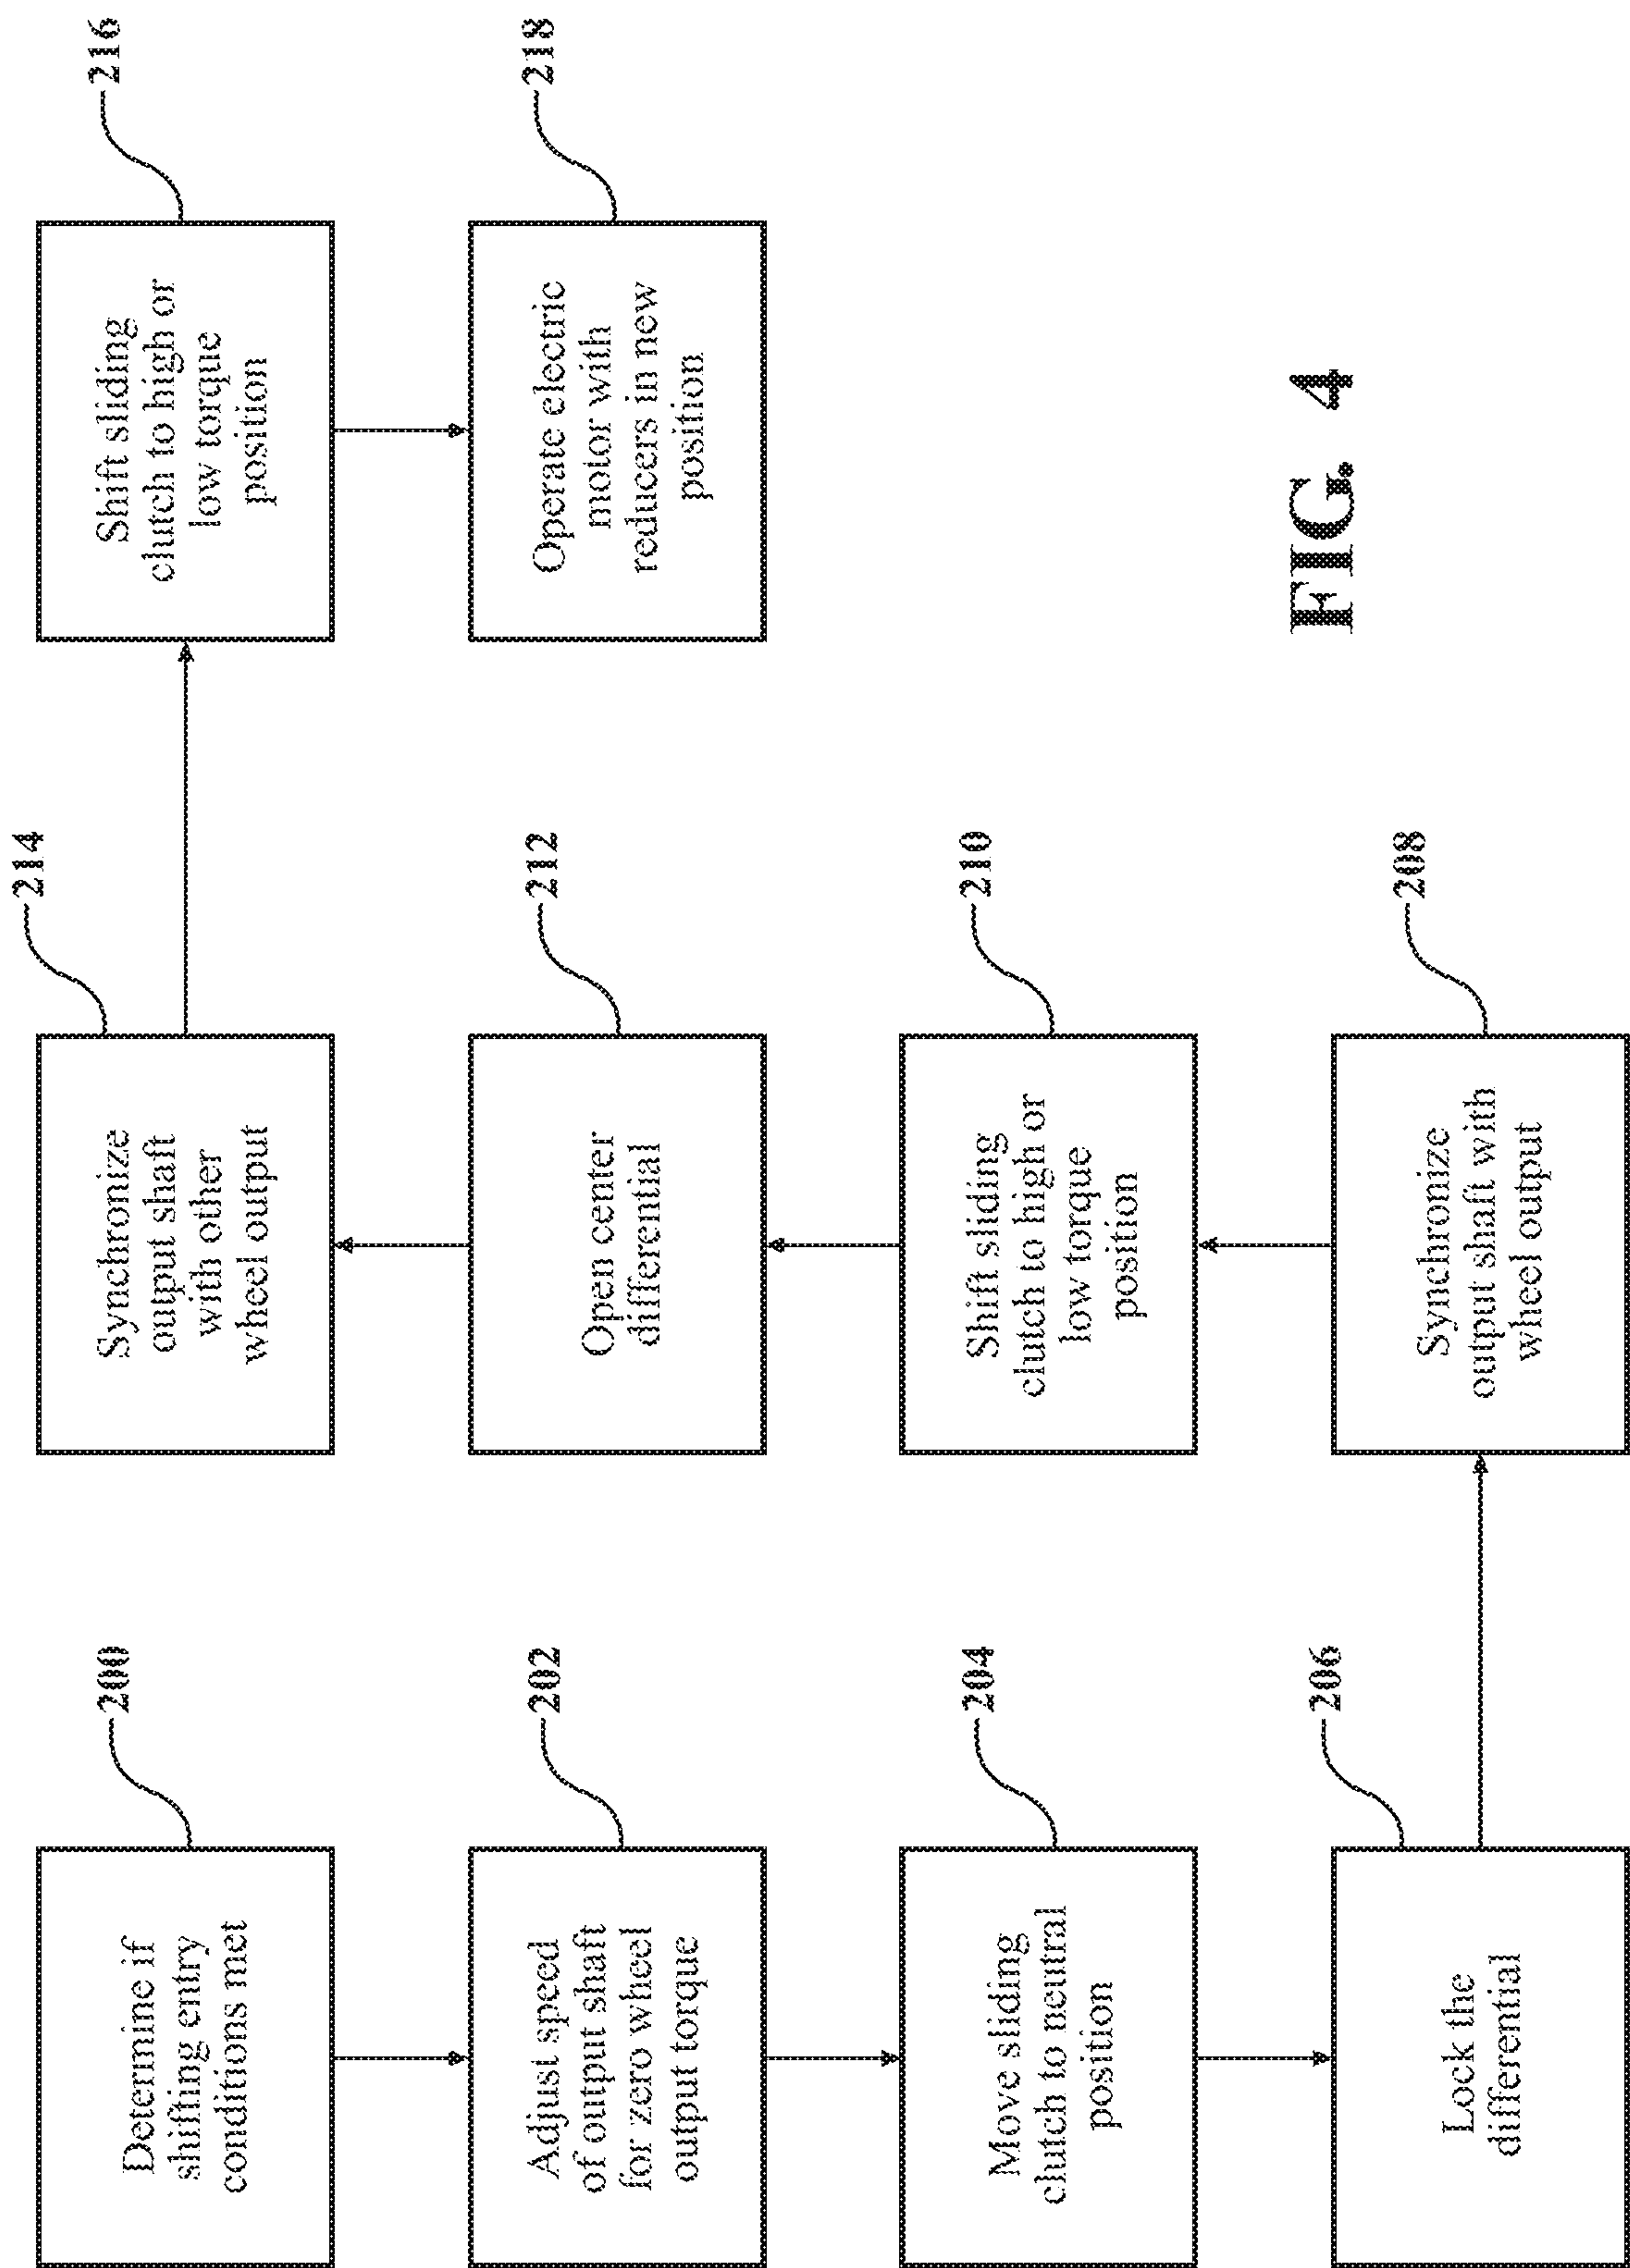 200
Determine if
shifting entry
conditions met
202
Adjust speed
of output shaft
for zero wheel
output torque
204
Move sliding
clutch to neutral
position
206
Lock the
differential
208
Synchronize
output shaft with
wheel output
210
Shift sliding
clutch to high or
low torque
position
212
Open center
differential
214
Synchronize
output shaft
with other
wheel output
216
Shift sliding
clutch to high or
low torque
position
218
Operate electric
motor with
reducers in new
position
FIG. 4